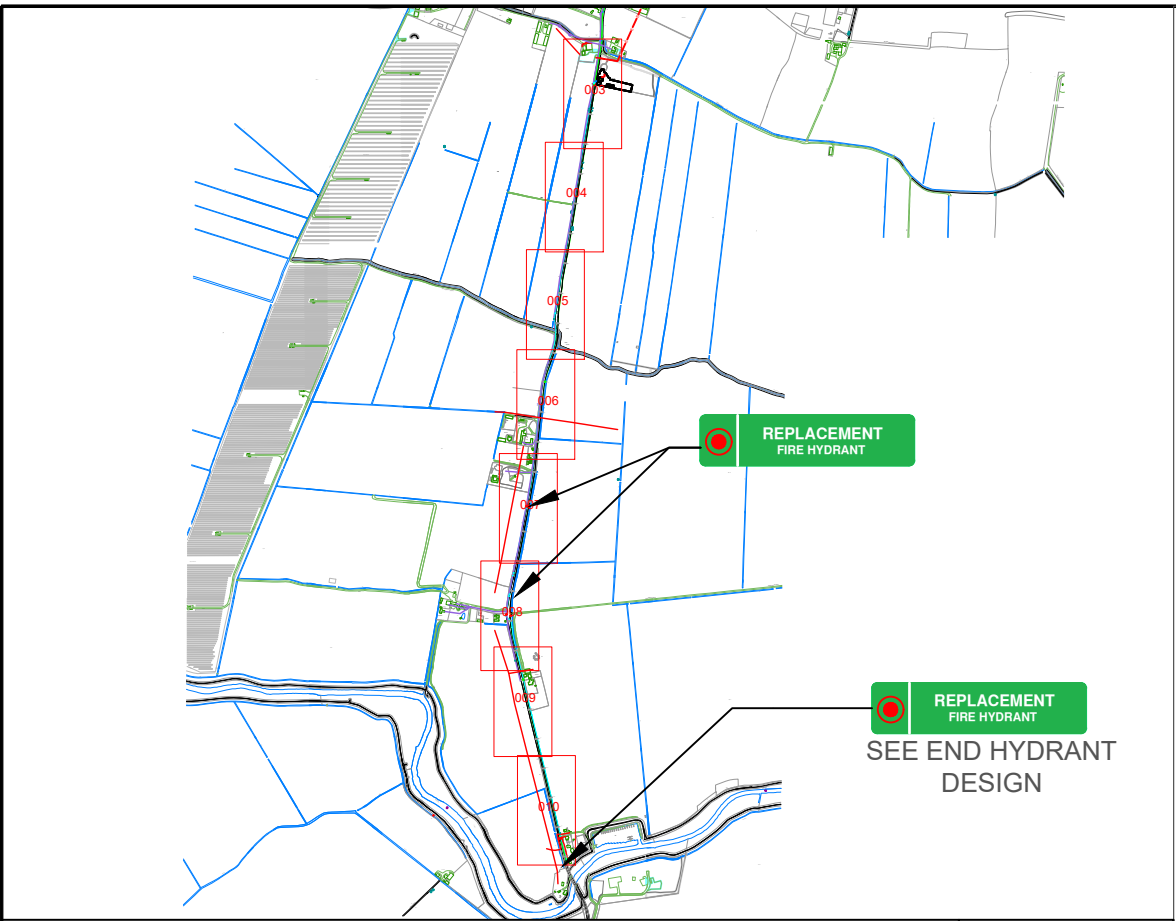 003
004
005
006
REPLACEMENT
FIRE HYDRANT
007
008
REPLACEMENT
FIRE HYDRANT
009
SEE END HYDRANT
DESIGN
010